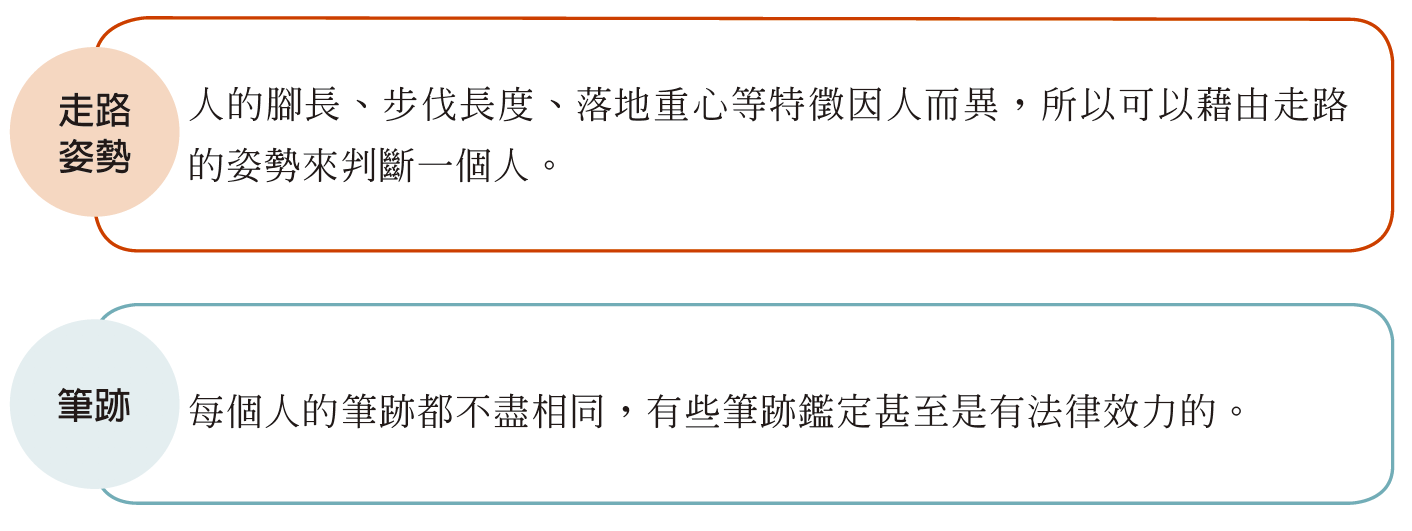 走路
姿勢
人的腳長、步伐長度、落地重心等特徵因人而異，所以可以藉由走路
的姿勢來判斷一個人。
筆跡
每個人的筆跡都不盡相同，有些筆跡鑑定甚至是有法律效力的。